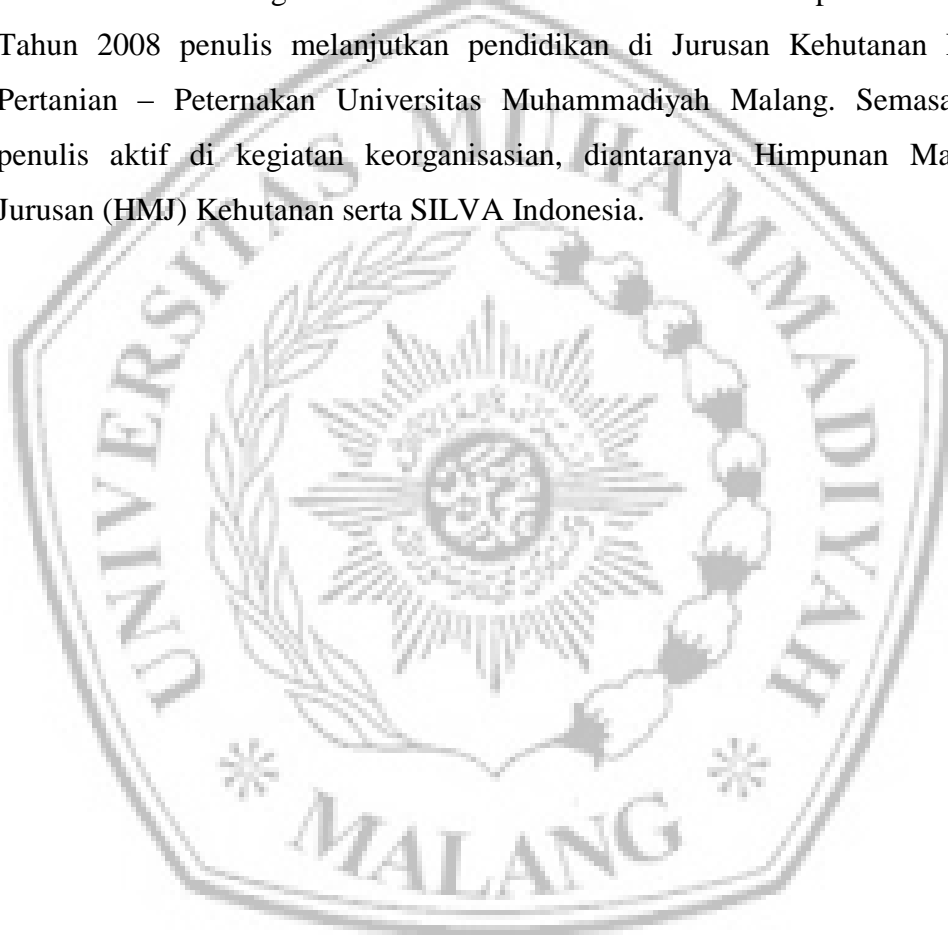 Tahun 2008 penulis melanjutkan pendidikan di Jurusan Kehutanan
Pertanian – Peternakan Universitas Muhammadiyah Malang.
penulis aktif di kegiatan keorganisasian, diantaranya Himpunan
Jurusan (HMJ) Kehutanan serta SILVA Indonesia.
UNIVERSITAS MUHAMMADIYAH
MALANG